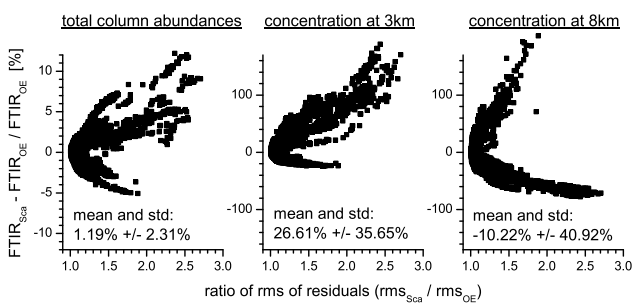 total column abundances
concentration at 3km
concentration at 8km
FTIR_Sca - FTIR_OE / FTIR_OE [%]
10
5
0
-5
-10
100
0
-100
100
0
-100
mean and std:
1.19% +/- 2.31%
mean and std:
26.61% +/- 35.65%
mean and std:
-10.22% +/- 40.92%
1.0 1.5 2.0 2.5 3.0
1.0 1.5 2.0 2.5 3.0
1.0 1.5 2.0 2.5 3.0
ratio of rms of residuals (rms_Sca / rms_OE)